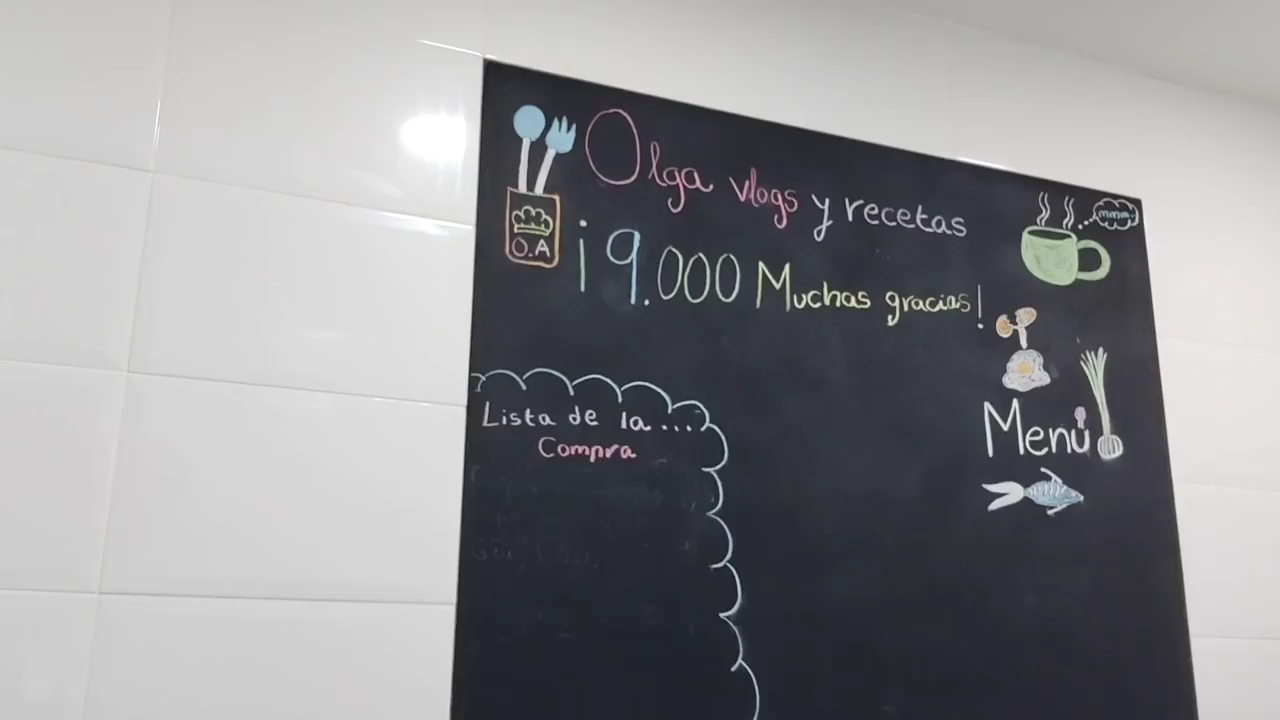 Olga vlogs y recetas
O.A
¡9.000 Muchas gracias!
mmm
Lista de la...
Compra
Menú